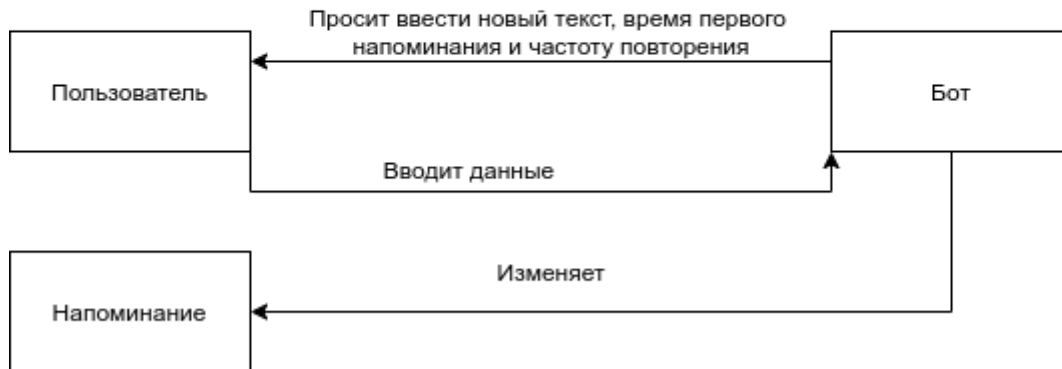 Просит ввести новый текст, время первого
напоминания и частоту повторения
Пользователь
Бот
Вводит данные
Изменяет
Напоминание